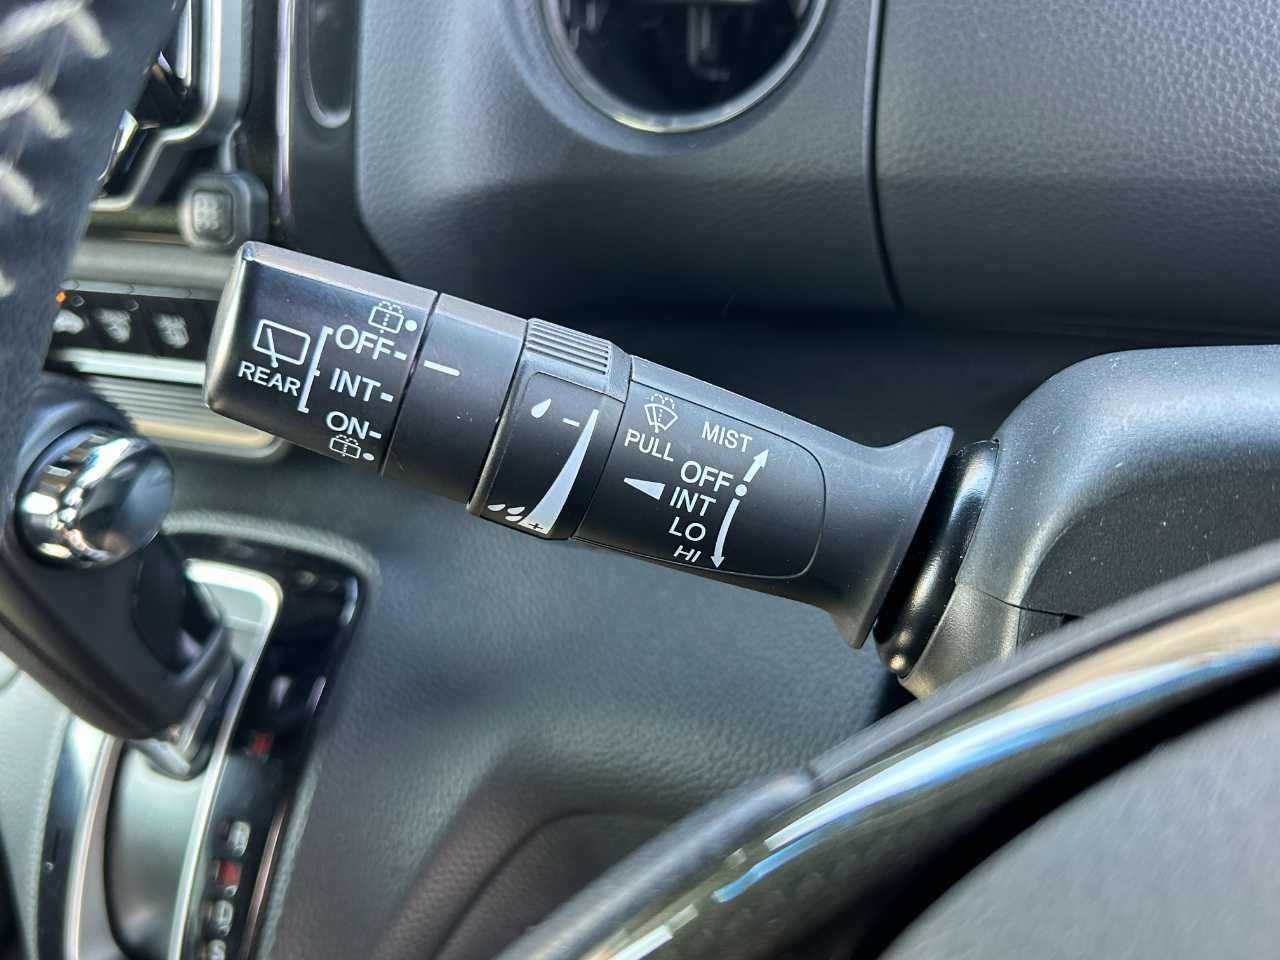 REAR
OFF
INT
ON
PULL
MIST
OFF
INT
LO
HI